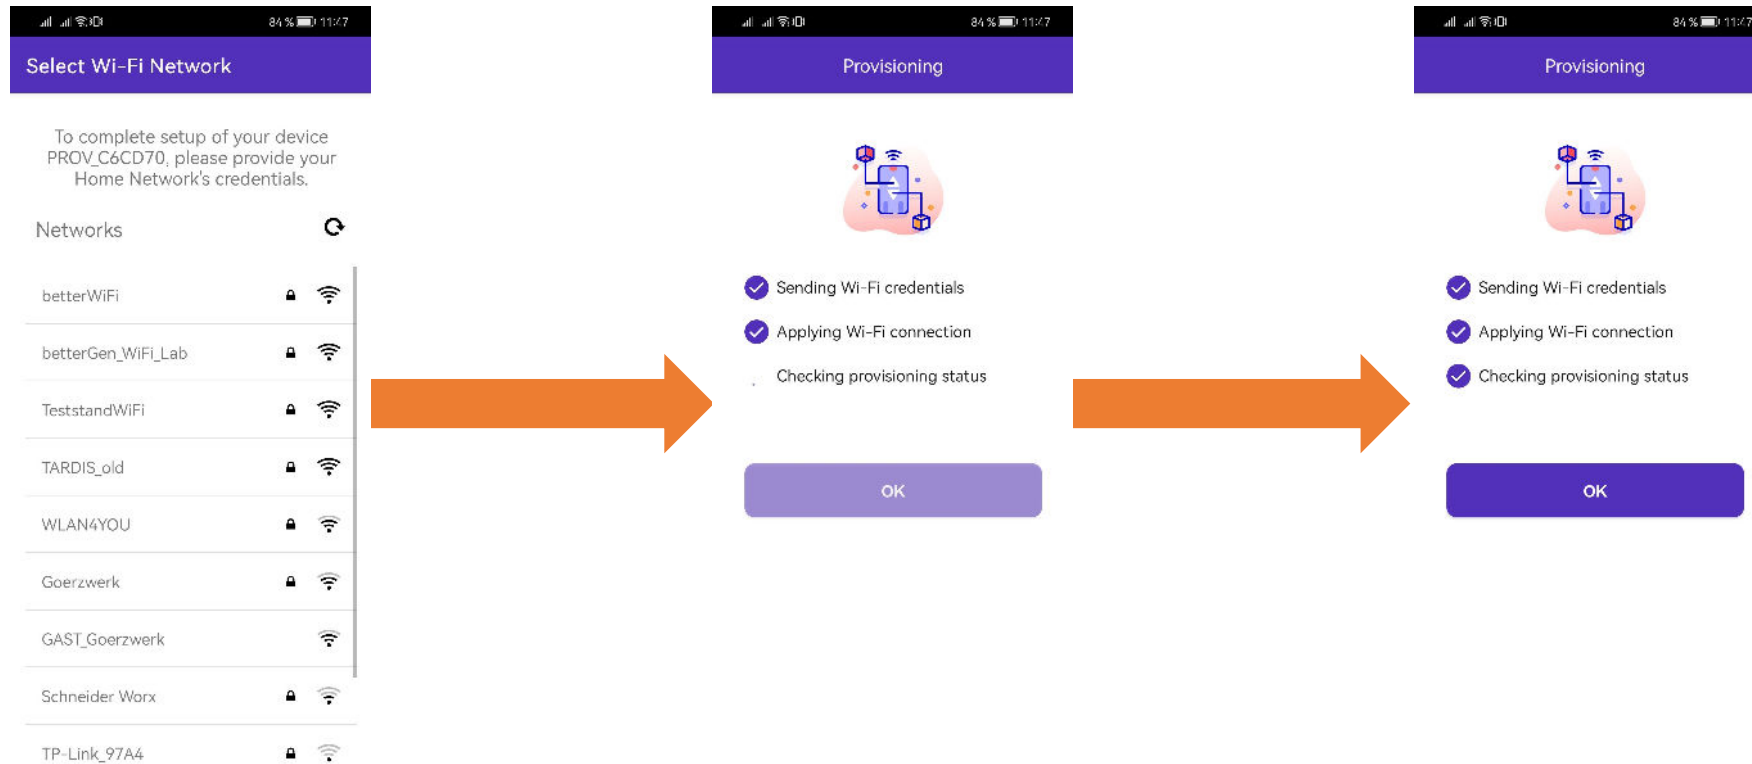 84 % 11:47
Select Wi-Fi Network
To complete setup of your device
PROV_C6CD70, please provide your
Home Network's credentials.
Networks
betterWiFi
betterGen_WiFi_Lab
TeststandWiFi
TARDIS_old
WLAN4YOU
Goerzwerk
GAST_Goerzwerk
Schneider Worx
TP-Link_97A4
84 % 11:47
Provisioning
Sending Wi-Fi credentials
Applying Wi-Fi connection
Checking provisioning status
OK
84 % 11:47
Provisioning
Sending Wi-Fi credentials
Applying Wi-Fi connection
Checking provisioning status
OK